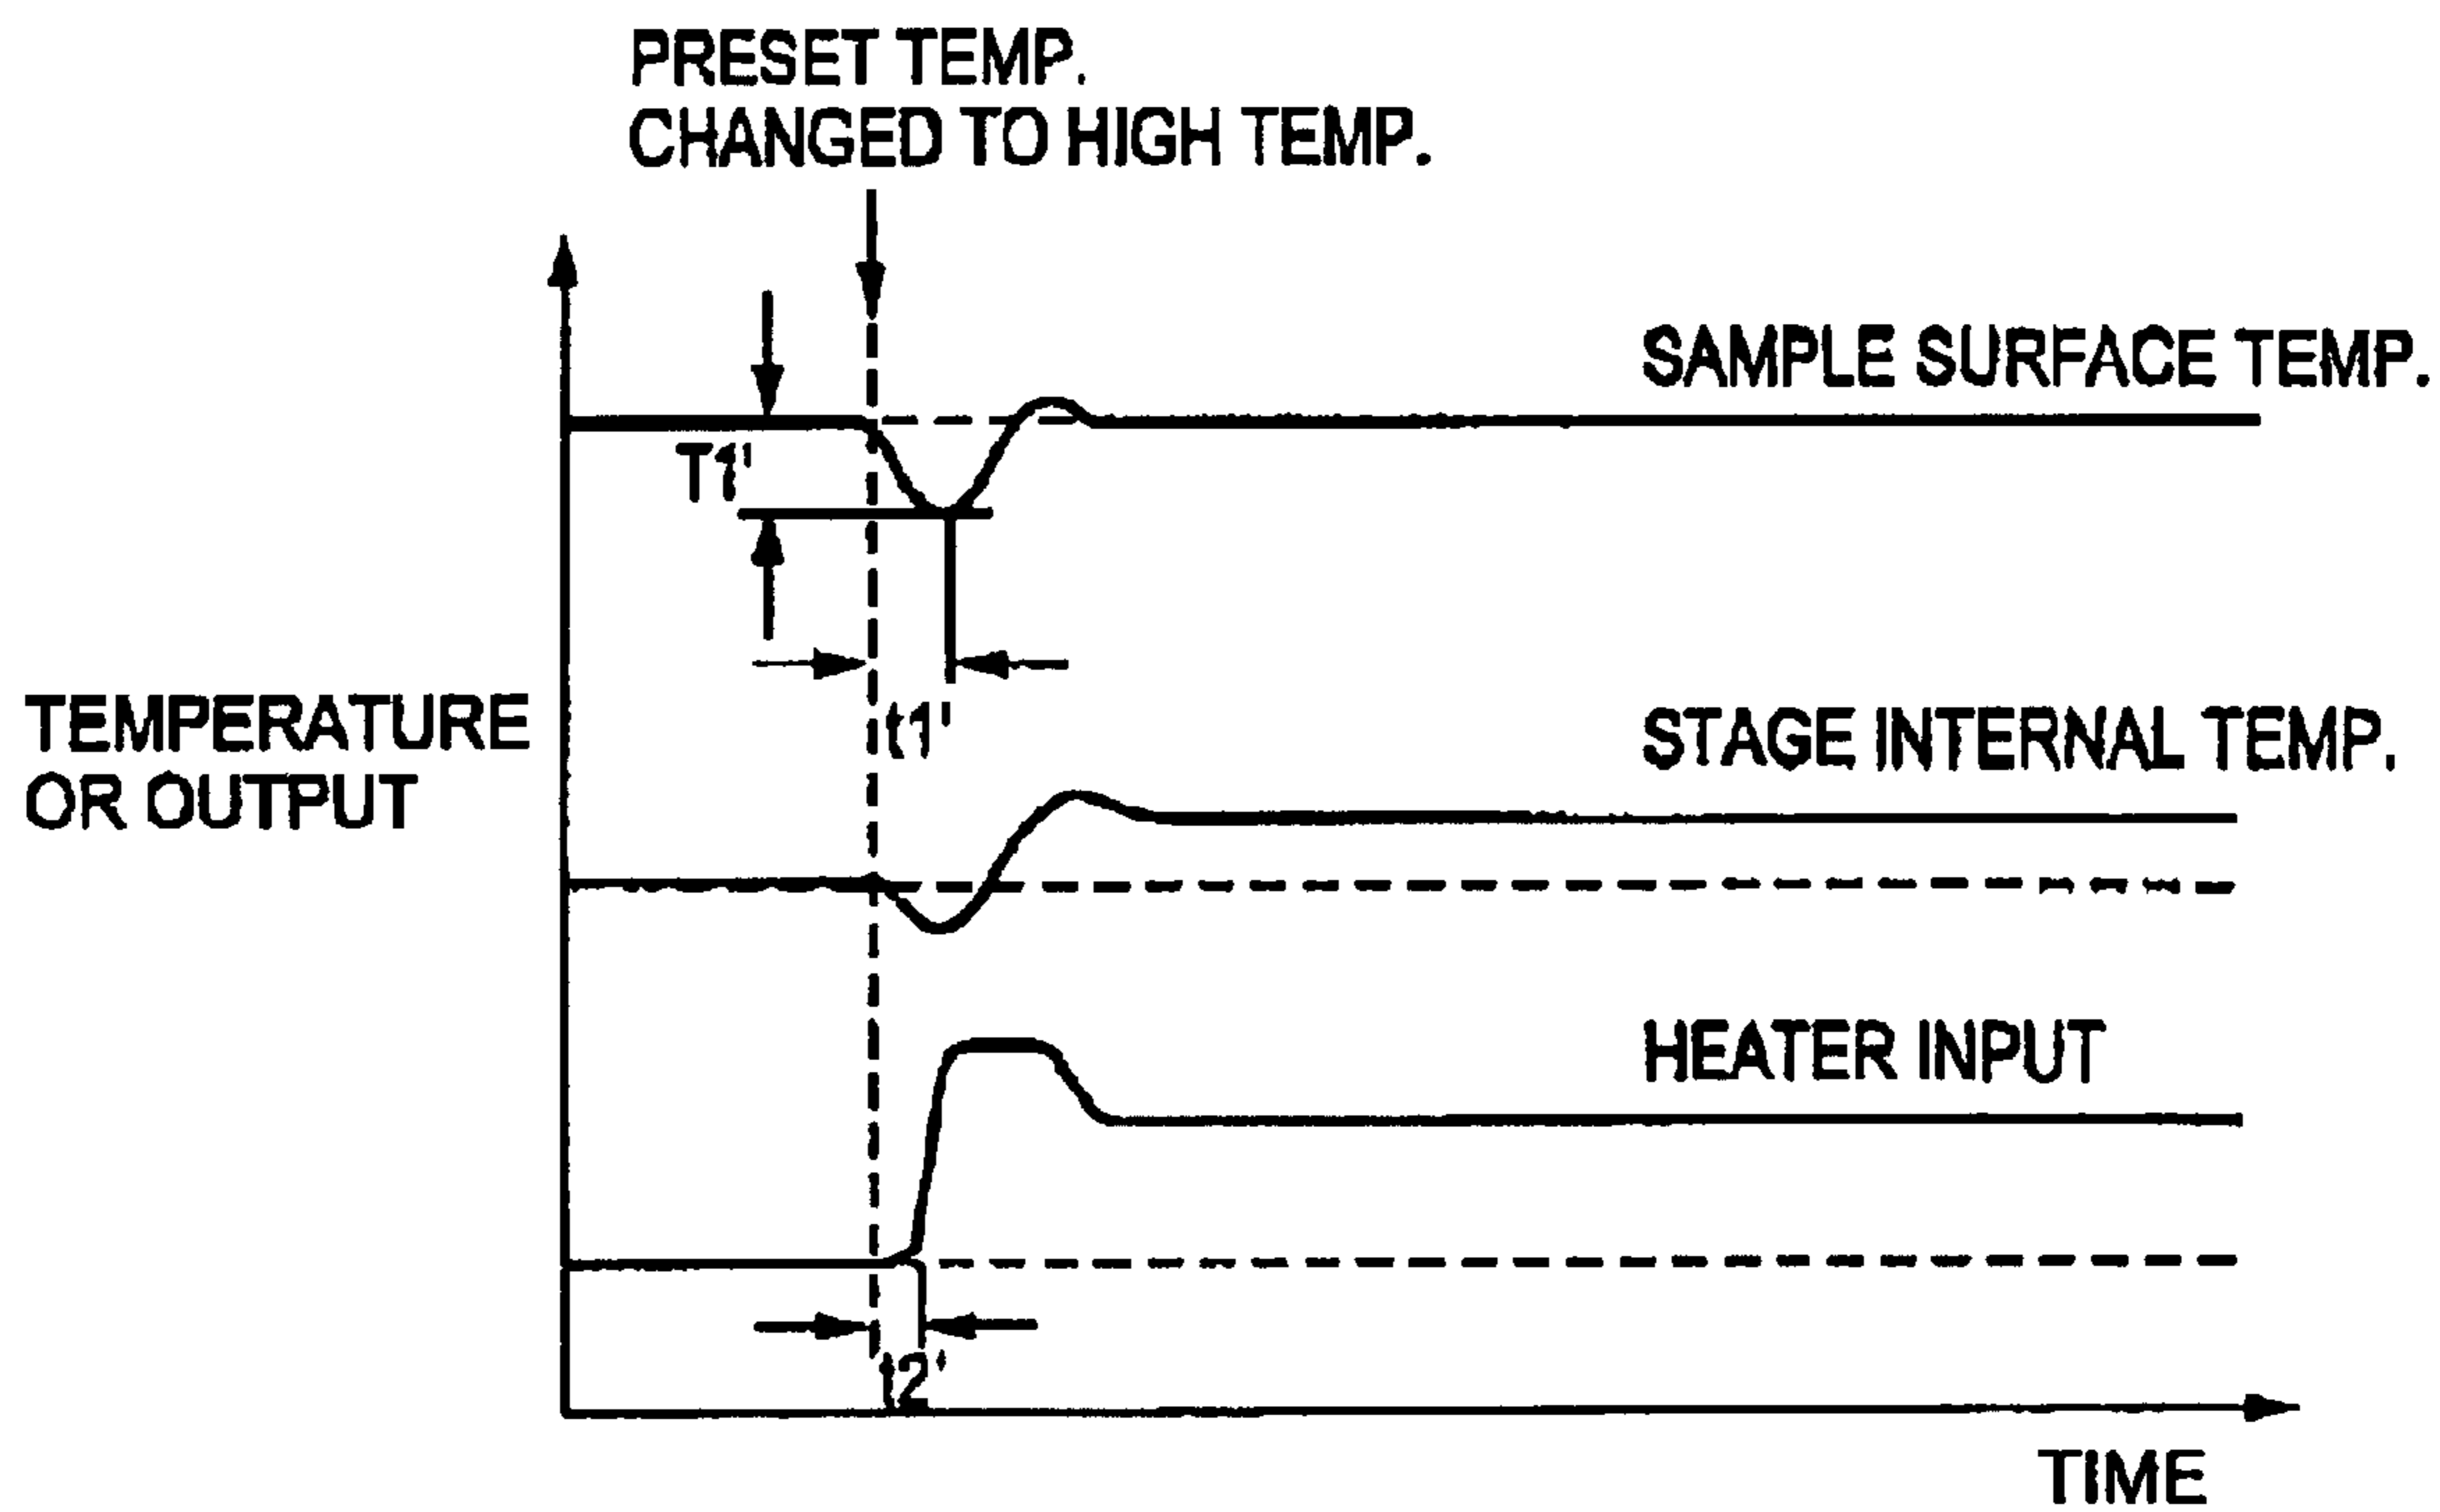 PRESET TEMP.
CHANGED TO HIGH TEMP.
SAMPLE SURFACE TEMP.
T1'
t1'
TEMPERATURE
OR OUTPUT
STAGE INTERNAL TEMP.
HEATER INPUT
t2'
TIME